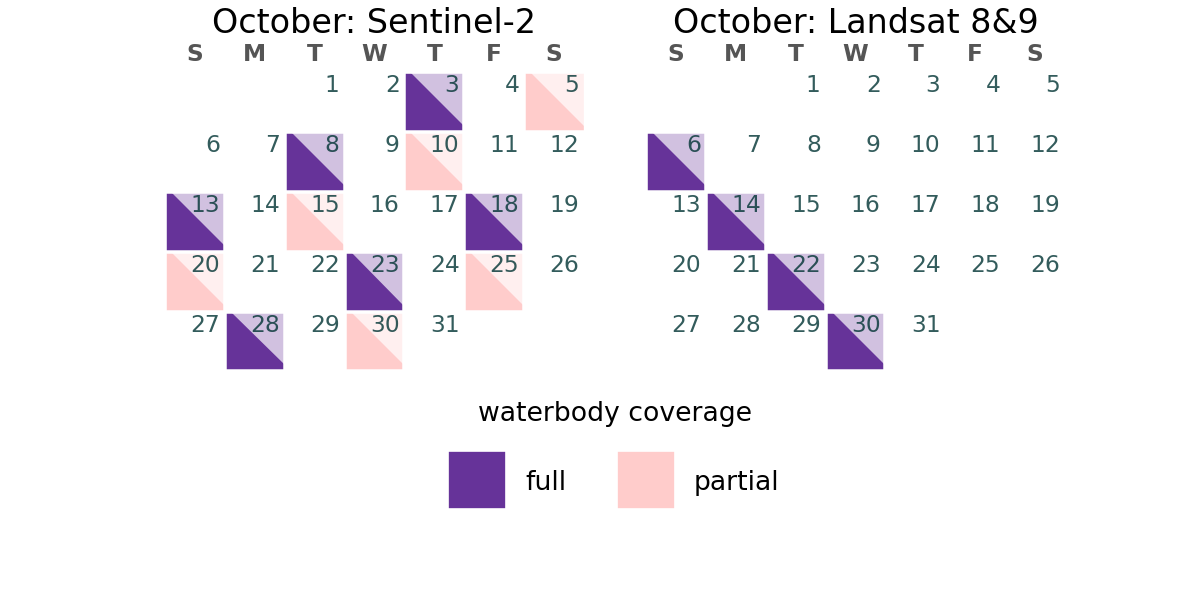 October: Sentinel-2
S M T W T F S
1 2 3 4 5
6 7 8 9 10 11 12
13 14 15 16 17 18 19
20 21 22 23 24 25 26
27 28 29 30 31
October: Landsat 8&9
S M T W T F S
1 2 3 4 5
6 7 8 9 10 11 12
13 14 15 16 17 18 19
20 21 22 23 24 25 26
27 28 29 30 31
waterbody coverage
full
partial